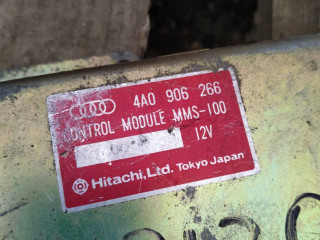 4A0 906 266
CONTROL MODULE MMS-100
12V
Hitachi, Ltd. Tokyo Japan